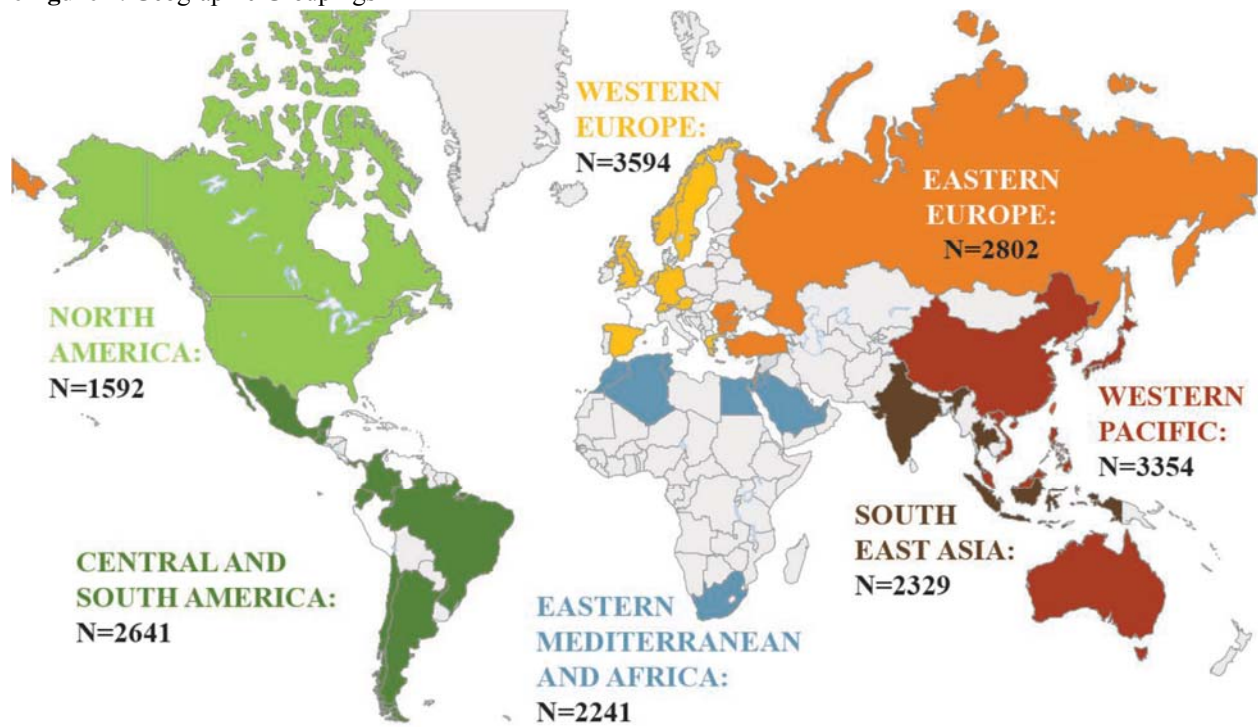 WESTERN
EUROPE:
N=3594
EASTERN
EUROPE:
N=2802
NORTH
AMERICA:
N=1592
WESTERN
PACIFIC:
N=3354
SOUTH
EAST ASIA:
N=2329
CENTRAL AND
SOUTH AMERICA:
N=2641
EASTERN
MEDITERRANEAN
AND AFRICA:
N=2241